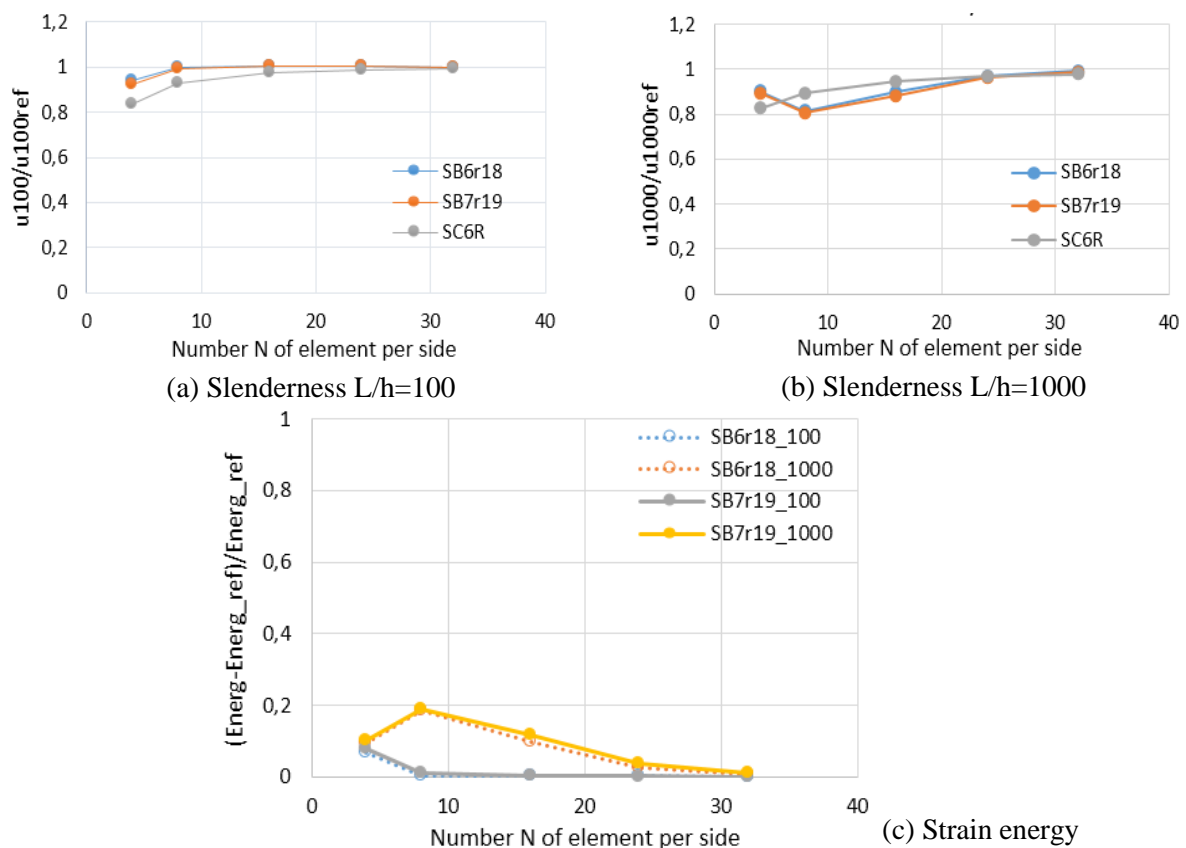 1,2
1
0,8
0,6
0,4
0,2
0
u100/u100ref
SB6r18
SB7r19
SC6R
0 10 20 30 40
Number N of element per side
(a) Slenderness L/h=100
1,2
1
0,8
0,6
0,4
0,2
0
u1000/u1000ref
SB6r18
SB7r19
SC6R
0 10 20 30 40
Number N of element per side
(b) Slenderness L/h=1000
1
0,8
0,6
0,4
0,2
0
(Energ-Energ_ref)/Energ_ref
SB6r18_100
SB6r18_1000
SB7r19_100
SB7r19_1000
0 10 20 30 40
Number N of element per side
(c) Strain energy